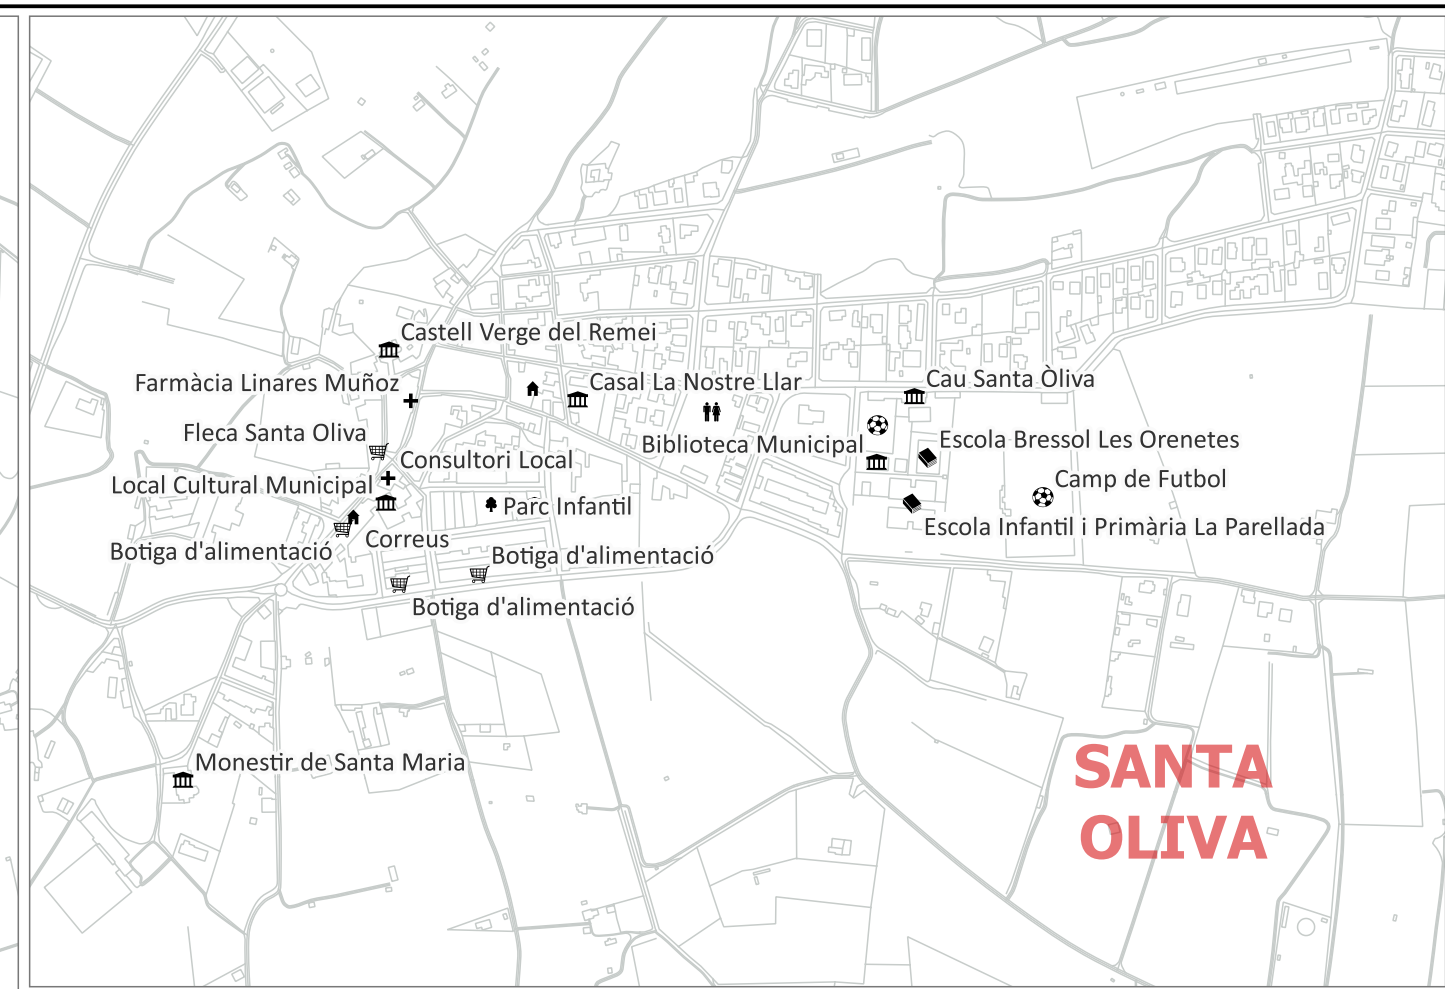 Castell Verge del Remei
Farmàcia Linares Muñoz
Casal La Nostre Llar
Cau Santa Òliva
Fleca Santa Oliva
Biblioteca Municipal
Escola Bressol Les Orenetes
Consultori Local
Camp de Futbol
Local Cultural Municipal
Parc Infantil
Escola Infantil i Primària La Parellada
Correus
Botiga d'alimentació
Botiga d'alimentació
Botiga d'alimentació
Monestir de Santa Maria
SANTA
OLIVA